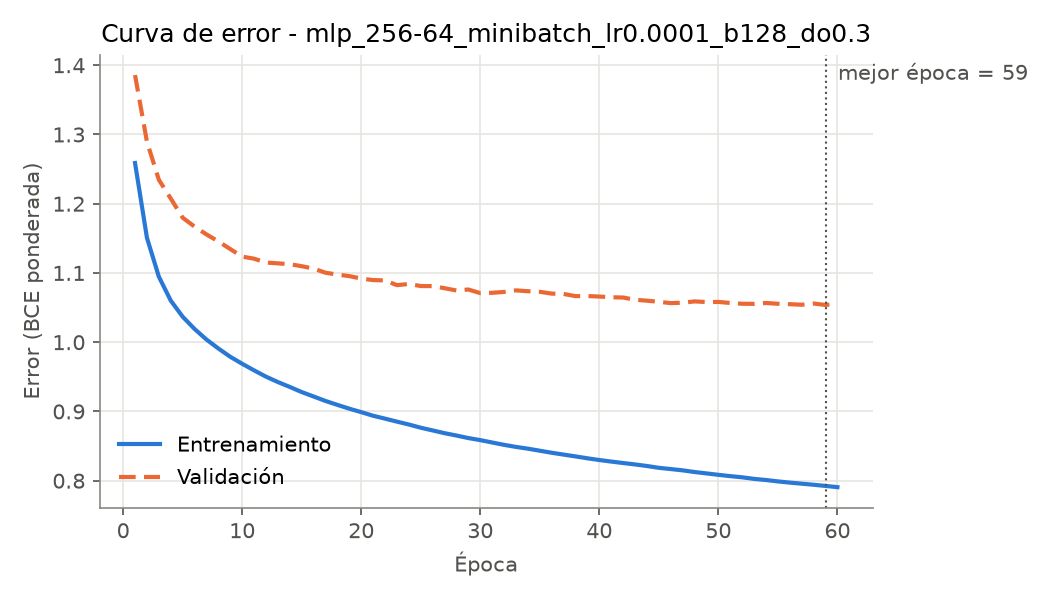 Curva de error - mlp_256-64_minibatch_lr0.0001_b128_do0.3
mejor época = 59
1.4
1.3
1.2
1.1
1.0
0.9
0.8
Error (BCE ponderada)
Entrenamiento
Validación
0 10 20 30 40 50 60
Época